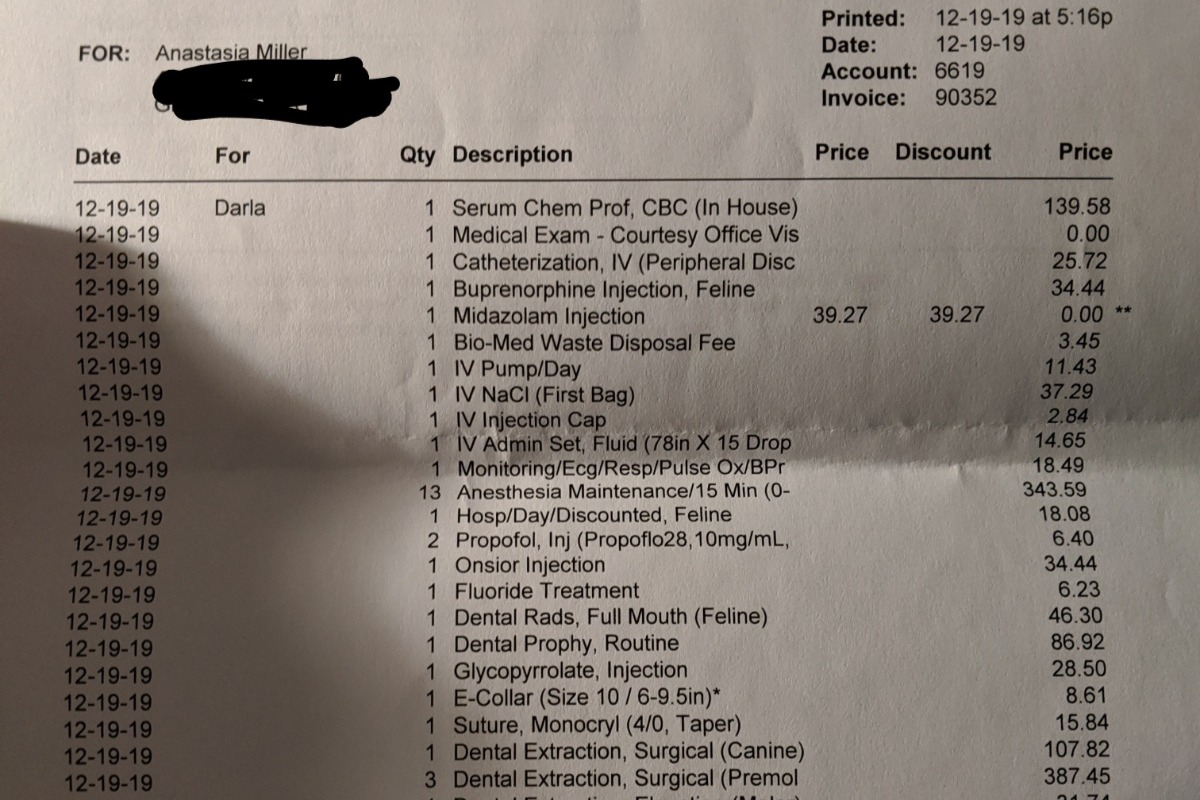 Printed: 12-19-19 at 5:16p
FOR: Anastasia Miller
Date: 12-19-19
Account: 6619
Invoice: 90352
Date For Qty Description Price Discount Price
12-19-19 Darla 1 Serum Chem Prof, CBC (In House) 139.58
12-19-19 1 Medical Exam - Courtesy Office Vis 0.00
12-19-19 1 Catheterization, IV (Peripheral Disc 25.72
12-19-19 1 Buprenorphine Injection, Feline 34.44
12-19-19 1 Midazolam Injection 39.27 39.27 0.00 **
12-19-19 1 Bio-Med Waste Disposal Fee 3.45
12-19-19 1 IV Pump/Day 11.43
12-19-19 1 IV NaCl (First Bag) 37.29
12-19-19 1 IV Injection Cap 2.84
12-19-19 1 IV Admin Set, Fluid (78in X 15 Drop 14.65
12-19-19 1 Monitoring/Ecg/Resp/Pulse Ox/BPr 18.49
12-19-19 13 Anesthesia Maintenance/15 Min (0- 343.59
12-19-19 1 Hosp/Day/Discounted, Feline 18.08
12-19-19 2 Propofol, Inj (Propoflo28,10mg/mL, 6.40
12-19-19 1 Onsior Injection 34.44
12-19-19 1 Fluoride Treatment 6.23
12-19-19 1 Dental Rads, Full Mouth (Feline) 46.30
12-19-19 1 Dental Prophy, Routine 86.92
12-19-19 1 Glycopyrrolate, Injection 28.50
12-19-19 1 E-Collar (Size 10 / 6-9.5in)* 8.61
12-19-19 1 Suture, Monocryl (4/0, Taper) 15.84
12-19-19 1 Dental Extraction, Surgical (Canine) 107.82
12-19-19 3 Dental Extraction, Surgical (Premol 387.45